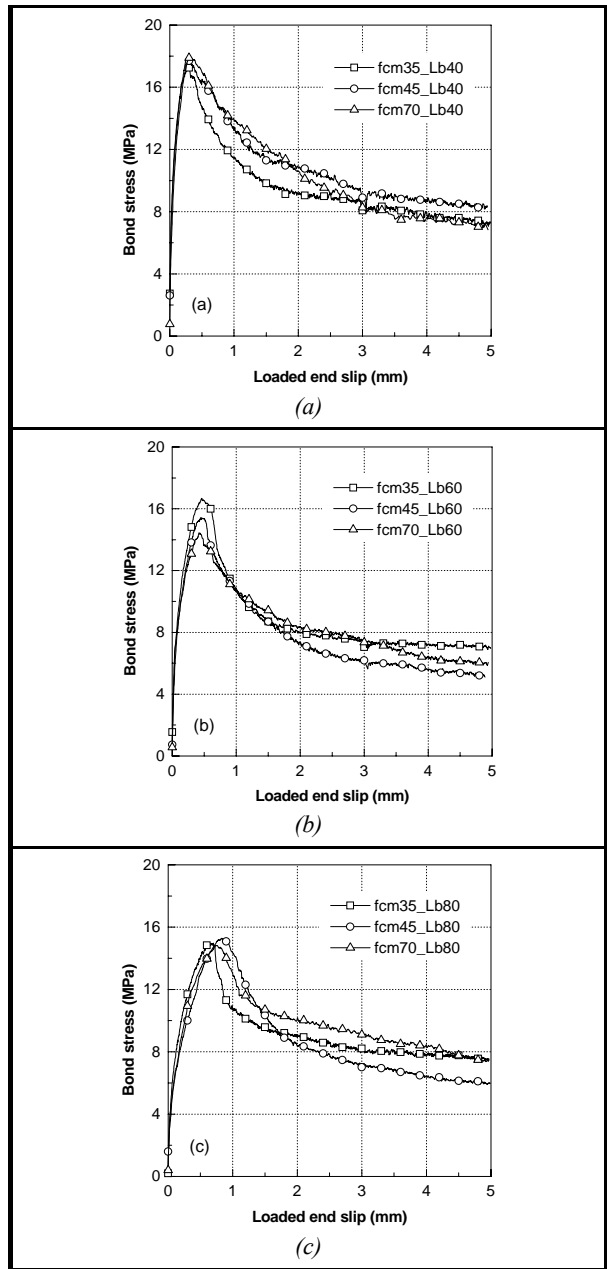 20
16
12
8
4
0
Bond stress (MPa)
fcm35_Lb40
fcm45_Lb40
fcm70_Lb40
(a)
0 1 2 3 4 5
Loaded end slip (mm)
(a)
20
16
12
8
4
0
Bond stress (MPa)
fcm35_Lb60
fcm45_Lb60
fcm70_Lb60
(b)
0 1 2 3 4 5
Loaded end slip (mm)
(b)
20
16
12
8
4
0
Bond stress (MPa)
fcm35_Lb80
fcm45_Lb80
fcm70_Lb80
(c)
0 1 2 3 4 5
Loaded end slip (mm)
(c)